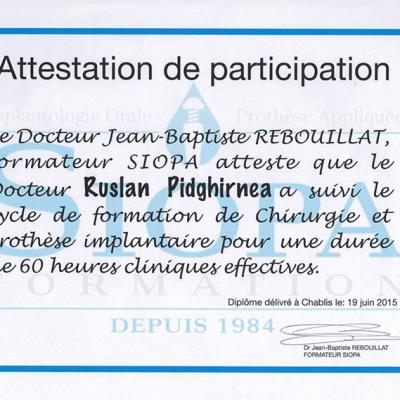 Attestation de participation
mplantologie Orale Prothèse Appliquée
e Docteur Jean-Baptiste REBOUILLAT,
ormateur SIOPA atteste que le
Docteur Ruslan Pidghirnea a suivi le
ycle de formation de Chirurgie et
rothèse implantaire pour une durée
e 60 heures cliniques effectives.
SIOPA
FORMATION
Diplôme délivré à Chablis le: 19 juin 2015
DEPUIS 1984
Dr Jean-Baptiste REBOUILLAT
FORMATEUR SIOPA